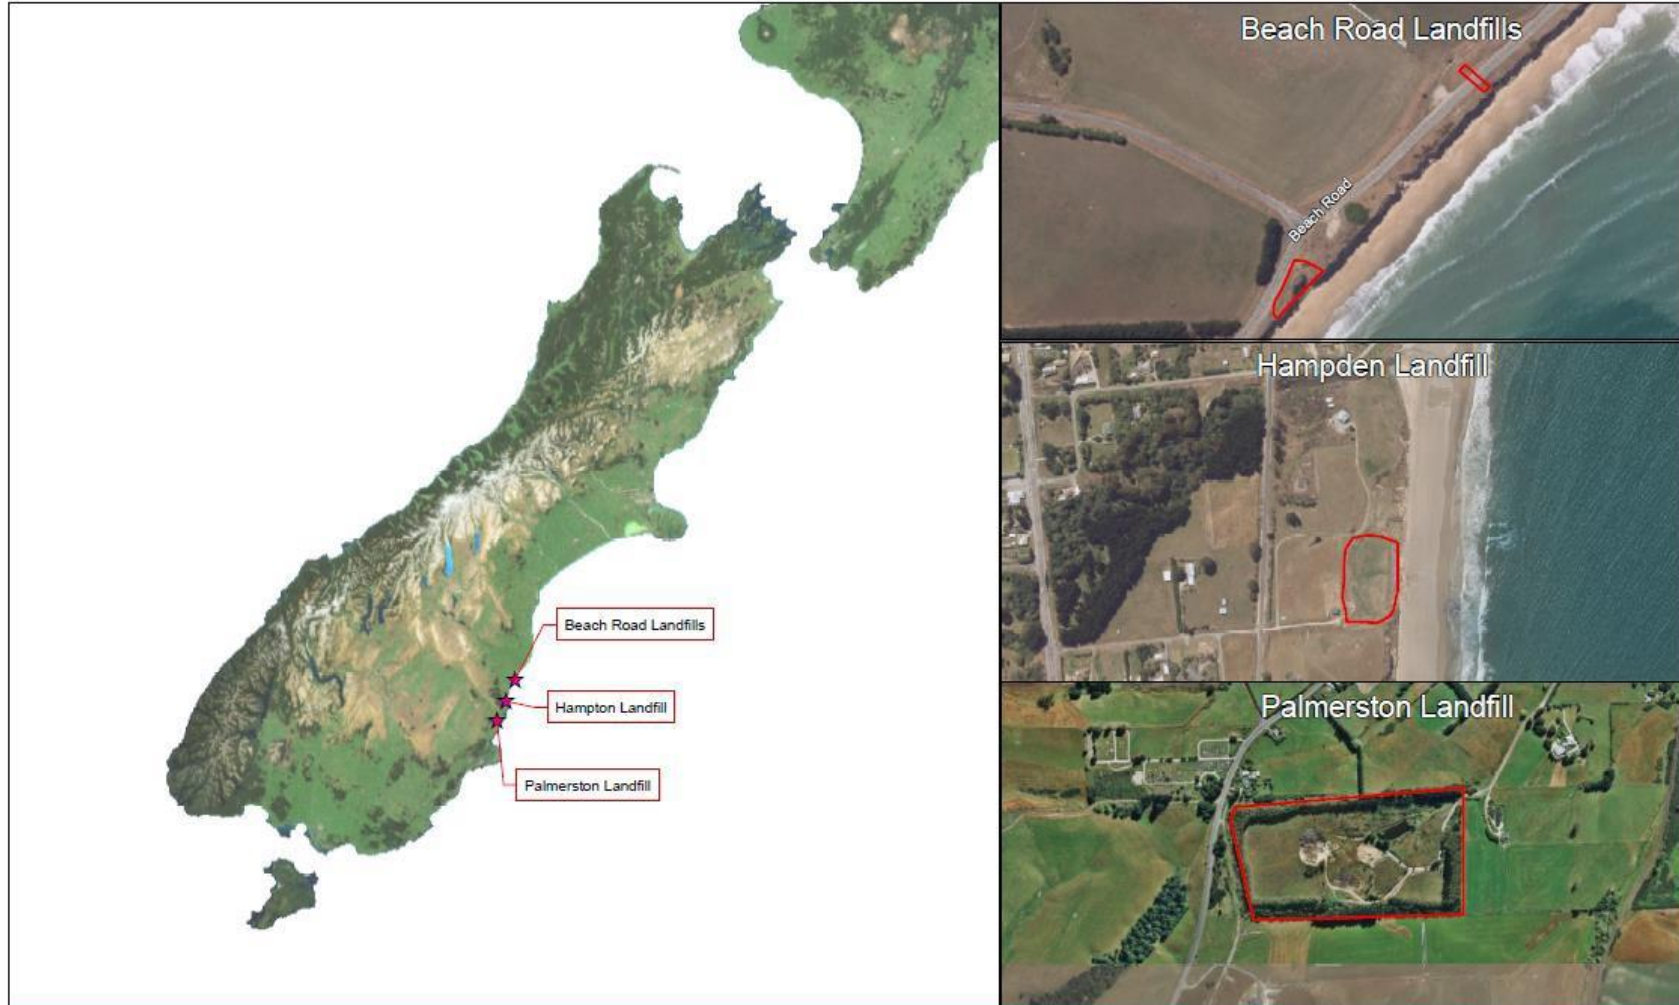 Beach Road Landfills
Hampton Landfill
Palmerston Landfill
Beach Road Landfills
Beach Road
Hampden Landfill
Palmerston Landfill